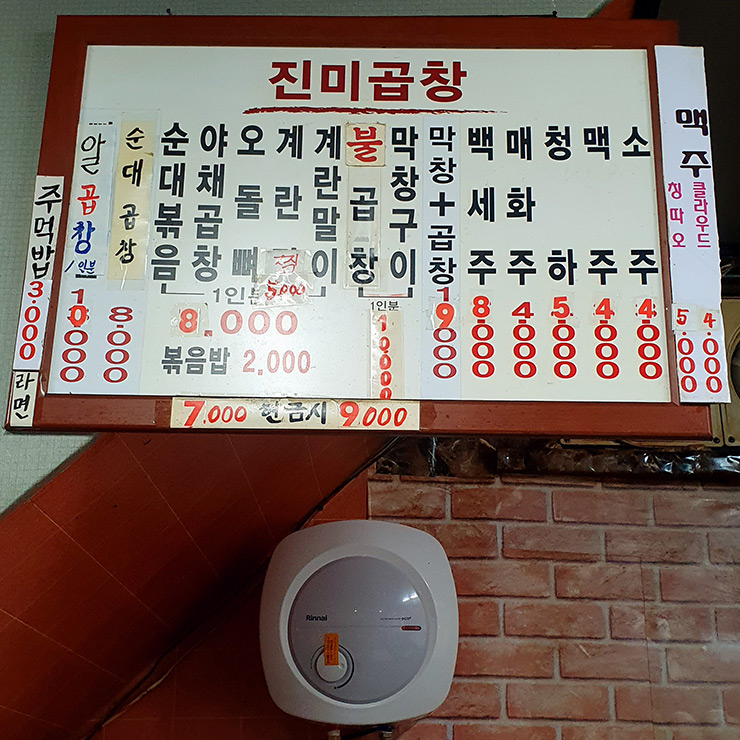 진미곱창
주먹밥 3,000
라면
알곱창/인분 10,000
순대곱창 8,000
순대볶음
야채곱창
오돌뼈
계란찜 5,000
계란말이
1인분
8,000
볶음밥 2,000
불곱창
막창구이
1인분
10000
막창+곱창 19000
백세주 8,000
매화주 4,000
청하 5,000
맥주 4,000
소주 4,000
맥주
칭따오 5,000
클라우드 4,000
7,000 현금시 9,000
Rinnai